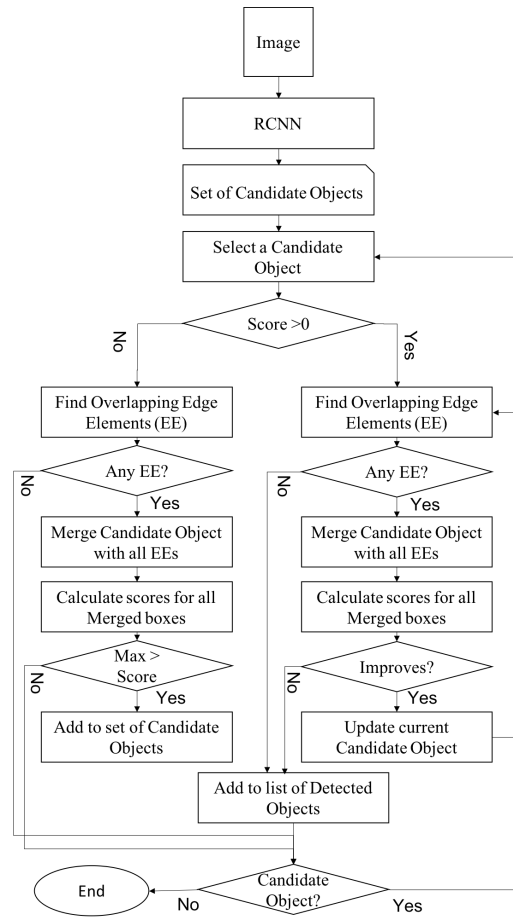 Image
RCNN
Set of Candidate Objects
Select a Candidate
Object
Score >0
No
Yes
Find Overlapping Edge
Elements (EE)
Any EE?
No
Yes
Merge Candidate Object
with all EEs
Calculate scores for all
Merged boxes
Max >
Score
No
Yes
Add to set of Candidate
Objects
Find Overlapping Edge
Elements (EE)
Any EE?
No
Yes
Merge Candidate Object
with all EEs
Calculate scores for all
Merged boxes
Improves?
No
Yes
Update current
Candidate Object
Add to list of Detected
Objects
Candidate
Object?
No
Yes
End